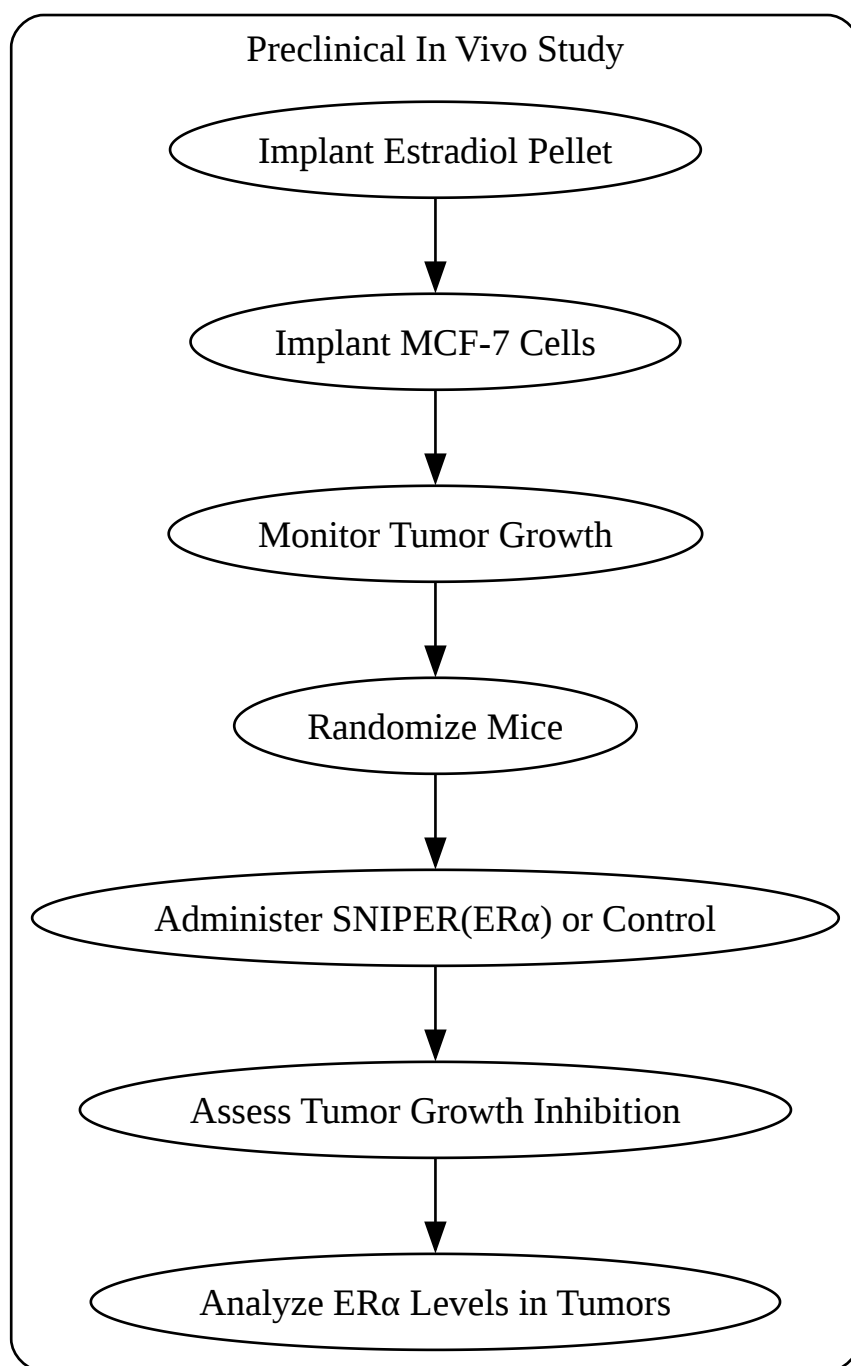 Preclinical In Vivo Study
Implant Estradiol Pellet
Implant MCF-7 Cells
Monitor Tumor Growth
Randomize Mice
Administer SNIPER(ERα) or Control
Assess Tumor Growth Inhibition
Analyze ERα Levels in Tumors